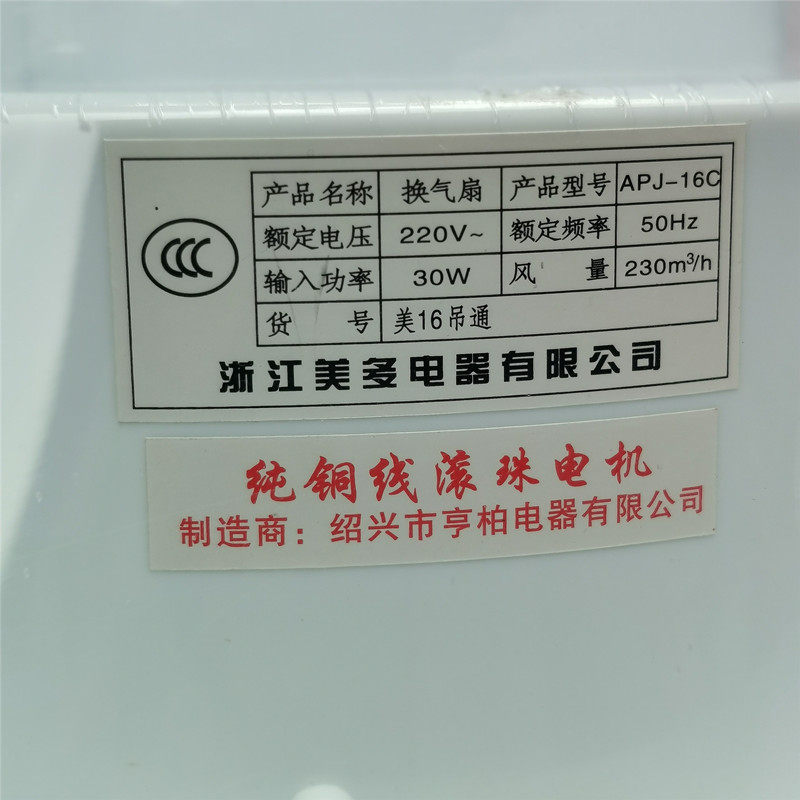 CCC
产品名称 换气扇 产品型号 APJ-16C
额定电压 220V~ 额定频率 50Hz
输入功率 30W 风量 230m³/h
货号 美16吊通
浙江美多电器有限公司
纯铜线滚珠电机
制造商：绍兴市亨柏电器有限公司